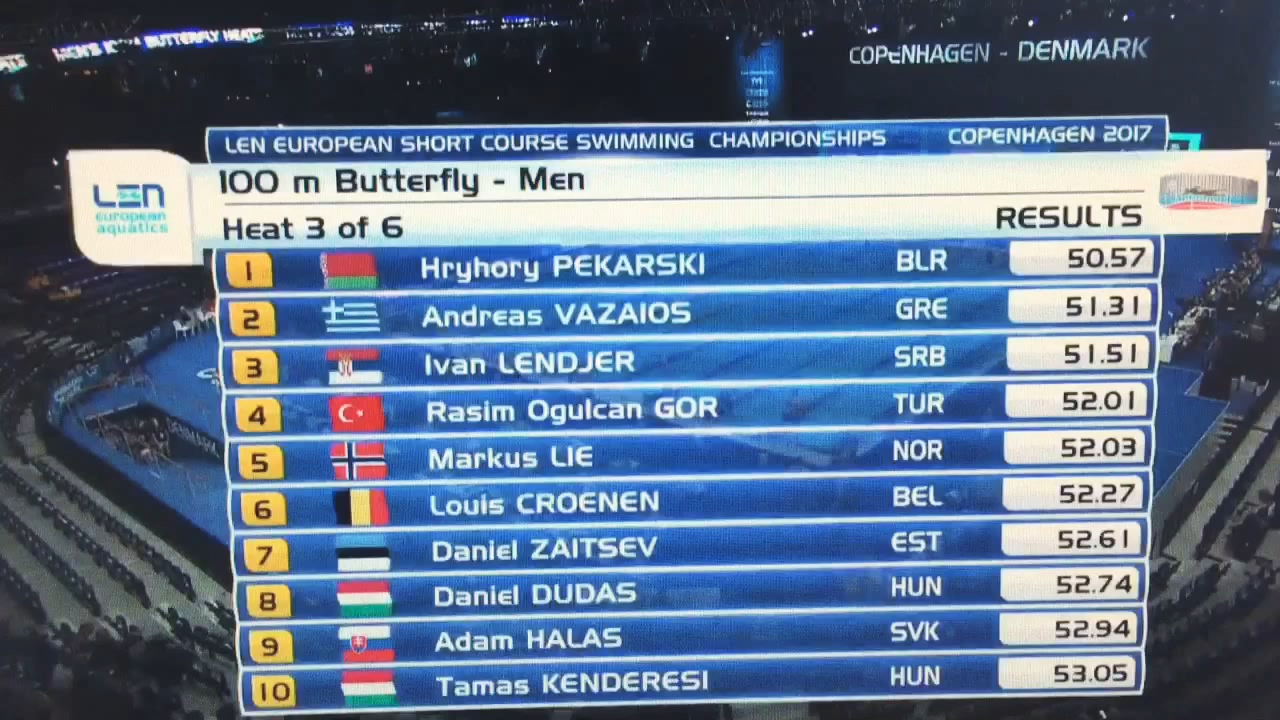 BUTTERFLY HEATS
COPENHAGEN - DENMARK
LEN EUROPEAN SHORT COURSE SWIMMING CHAMPIONSHIPS COPENHAGEN 2017
LEN
european
aquatics
100 m Butterfly - Men
Heat 3 of 6
RESULTS
1 Hryhory PEKARSKI BLR 50.57
2 Andreas VAZAIOS GRE 51.31
3 Ivan LENDJER SRB 51.51
4 Rasim Ogulcan GOR TUR 52.01
5 Markus LIE NOR 52.03
6 Louis CROENEN BEL 52.27
7 Daniel ZAITSEV EST 52.61
8 Daniel DUDAS HUN 52.74
9 Adam HALAS SVK 52.94
10 Tamas KENDERESI HUN 53.05
DENMARK